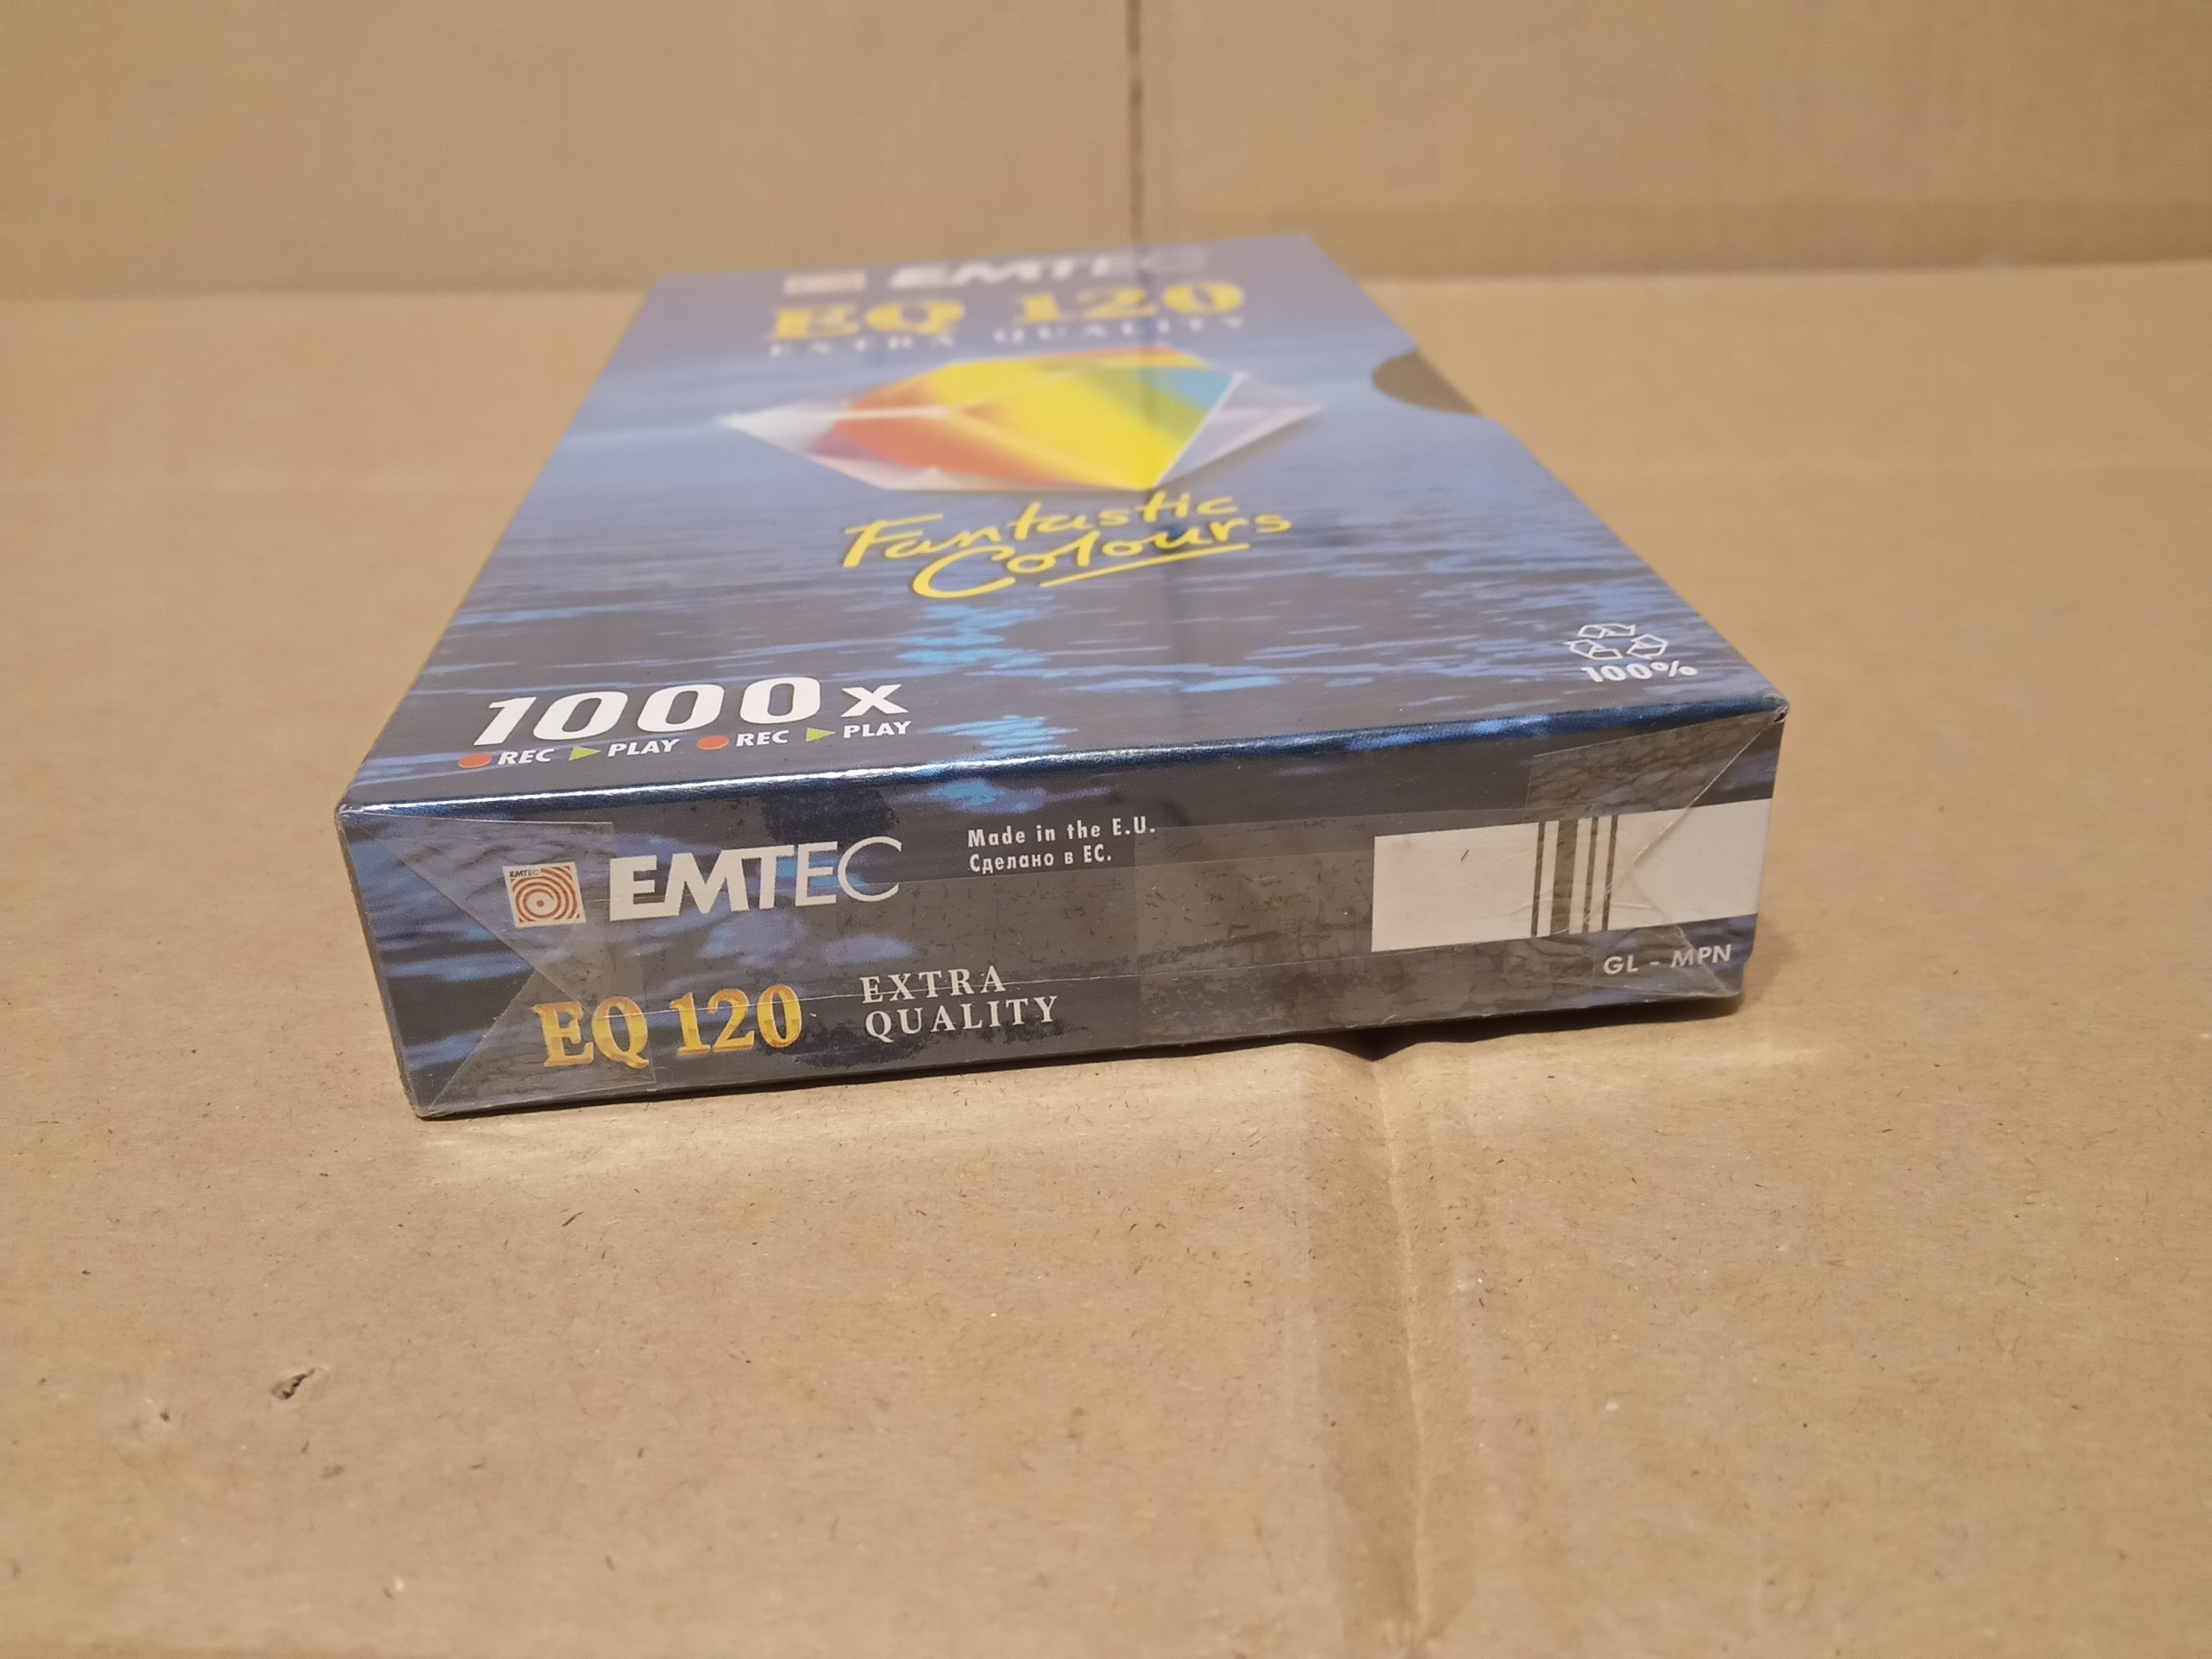 EMTEC
EQ 120
EXTRA QUALITY
Fantastic
Colours
100%
1000x
REC PLAY REC PLAY
EMTEC
EMTEC
Made in the E.U.
Сделано в ЕС.
EQ 120
EXTRA
QUALITY
GL - MPN